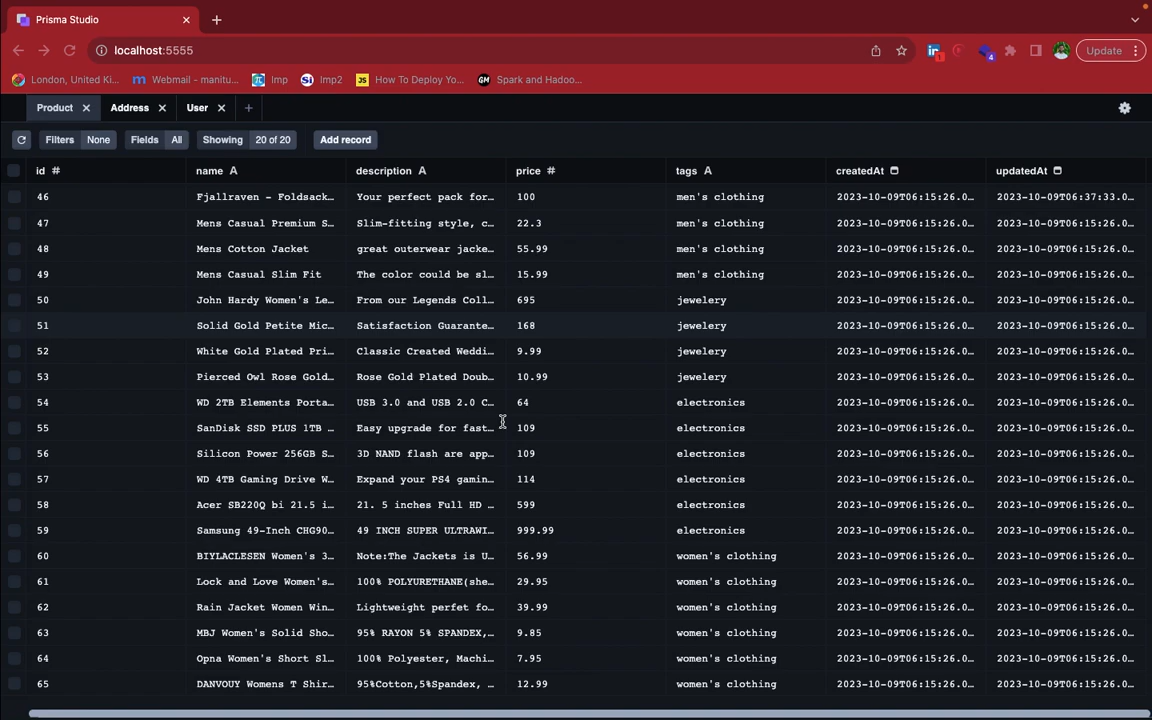 Prisma Studio
localhost:5555
Update
1
4
London, United Ki...
Webmail – manitu...
Imp
Si Imp2
JS How To Deploy Yo...
GM Spark and Hadoo...
Product
Address
User
Filters None
Fields All
Showing 20 of 20
Add record
id # name A description A price # tags A createdAt updatedAt
46 Fjallraven - Foldsack… Your perfect pack for… 100 men's clothing 2023-10-09T06:15:26.0… 2023-10-09T06:37:33.0…
47 Mens Casual Premium S… Slim-fitting style, c… 22.3 men's clothing 2023-10-09T06:15:26.0… 2023-10-09T06:15:26.0…
48 Mens Cotton Jacket great outerwear jacke… 55.99 men's clothing 2023-10-09T06:15:26.0… 2023-10-09T06:15:26.0…
49 Mens Casual Slim Fit The color could be sl… 15.99 men's clothing 2023-10-09T06:15:26.0… 2023-10-09T06:15:26.0…
50 John Hardy Women's Le… From our Legends Coll… 695 jewelery 2023-10-09T06:15:26.0… 2023-10-09T06:15:26.0…
51 Solid Gold Petite Mic… Satisfaction Guarante… 168 jewelery 2023-10-09T06:15:26.0… 2023-10-09T06:15:26.0…
52 White Gold Plated Pri… Classic Created Weddi… 9.99 jewelery 2023-10-09T06:15:26.0… 2023-10-09T06:15:26.0…
53 Pierced Owl Rose Gold… Rose Gold Plated Doub… 10.99 jewelery 2023-10-09T06:15:26.0… 2023-10-09T06:15:26.0…
54 WD 2TB Elements Porta… USB 3.0 and USB 2.0 C… 64 electronics 2023-10-09T06:15:26.0… 2023-10-09T06:15:26.0…
55 SanDisk SSD PLUS 1TB … Easy upgrade for fast… 109 electronics 2023-10-09T06:15:26.0… 2023-10-09T06:15:26.0…
56 Silicon Power 256GB S… 3D NAND flash are app… 109 electronics 2023-10-09T06:15:26.0… 2023-10-09T06:15:26.0…
57 WD 4TB Gaming Drive W… Expand your PS4 gamin… 114 electronics 2023-10-09T06:15:26.0… 2023-10-09T06:15:26.0…
58 Acer SB220Q bi 21.5 i… 21. 5 inches Full HD … 599 electronics 2023-10-09T06:15:26.0… 2023-10-09T06:15:26.0…
59 Samsung 49-Inch CHG90… 49 INCH SUPER ULTRAWI… 999.99 electronics 2023-10-09T06:15:26.0… 2023-10-09T06:15:26.0…
60 BIYLACLESEN Women's 3… Note:The Jackets is U… 56.99 women's clothing 2023-10-09T06:15:26.0… 2023-10-09T06:15:26.0…
61 Lock and Love Women's… 100% POLYURETHANE(she… 29.95 women's clothing 2023-10-09T06:15:26.0… 2023-10-09T06:15:26.0…
62 Rain Jacket Women Win… Lightweight perfet fo… 39.99 women's clothing 2023-10-09T06:15:26.0… 2023-10-09T06:15:26.0…
63 MBJ Women's Solid Sho… 95% RAYON 5% SPANDEX,… 9.85 women's clothing 2023-10-09T06:15:26.0… 2023-10-09T06:15:26.0…
64 Opna Women's Short Sl… 100% Polyester, Machi… 7.95 women's clothing 2023-10-09T06:15:26.0… 2023-10-09T06:15:26.0…
65 DANVOUY Womens T Shir… 95%Cotton,5%Spandex, … 12.99 women's clothing 2023-10-09T06:15:26.0… 2023-10-09T06:15:26.0…